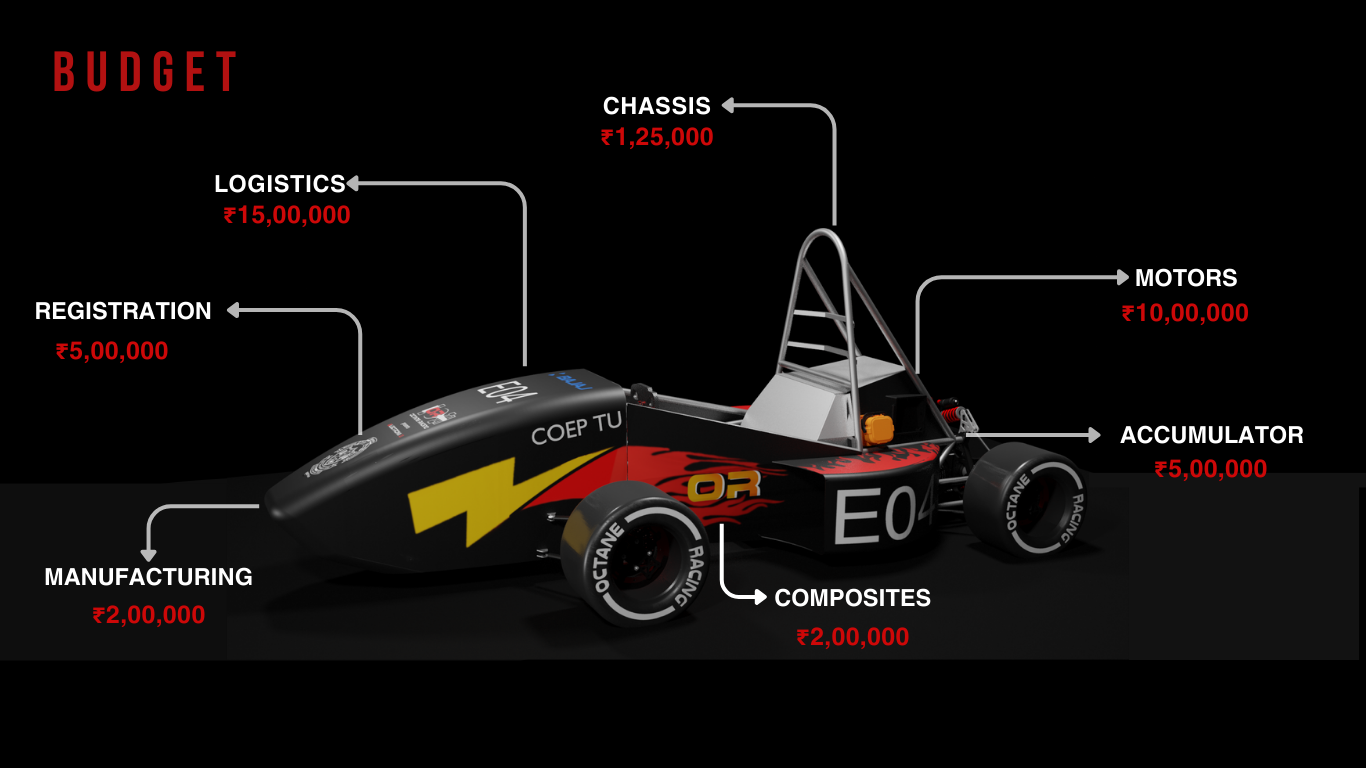 BUDGET
CHASSIS
₹1,25,000
LOGISTICS
₹15,00,000
MOTORS
₹10,00,000
REGISTRATION
₹5,00,000
E04
BAJAJ
COEP TU
ACCUMULATOR
₹5,00,000
OR
E04
OCTANE RACING
OCTANE RACING
MANUFACTURING
₹2,00,000
COMPOSITES
₹2,00,000